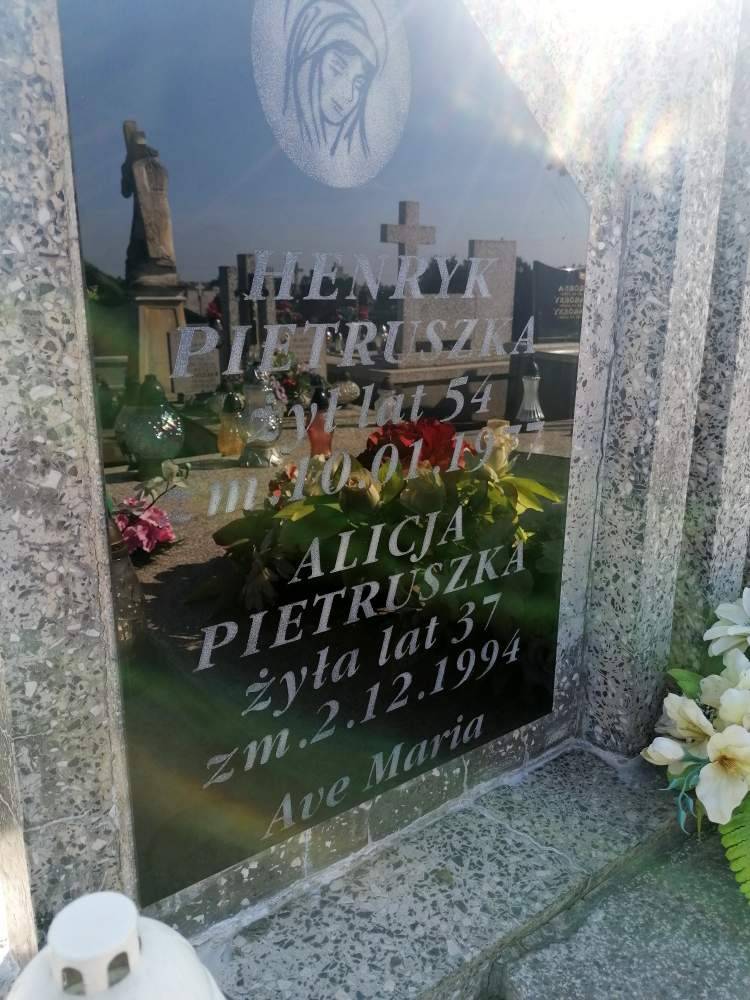 HENRYK
PIETRUSZKA
żył lat 54
zm.10.01.1977
ALICJA
PIETRUSZKA
żyła lat 37
zm.2.12.1994
Ave Maria